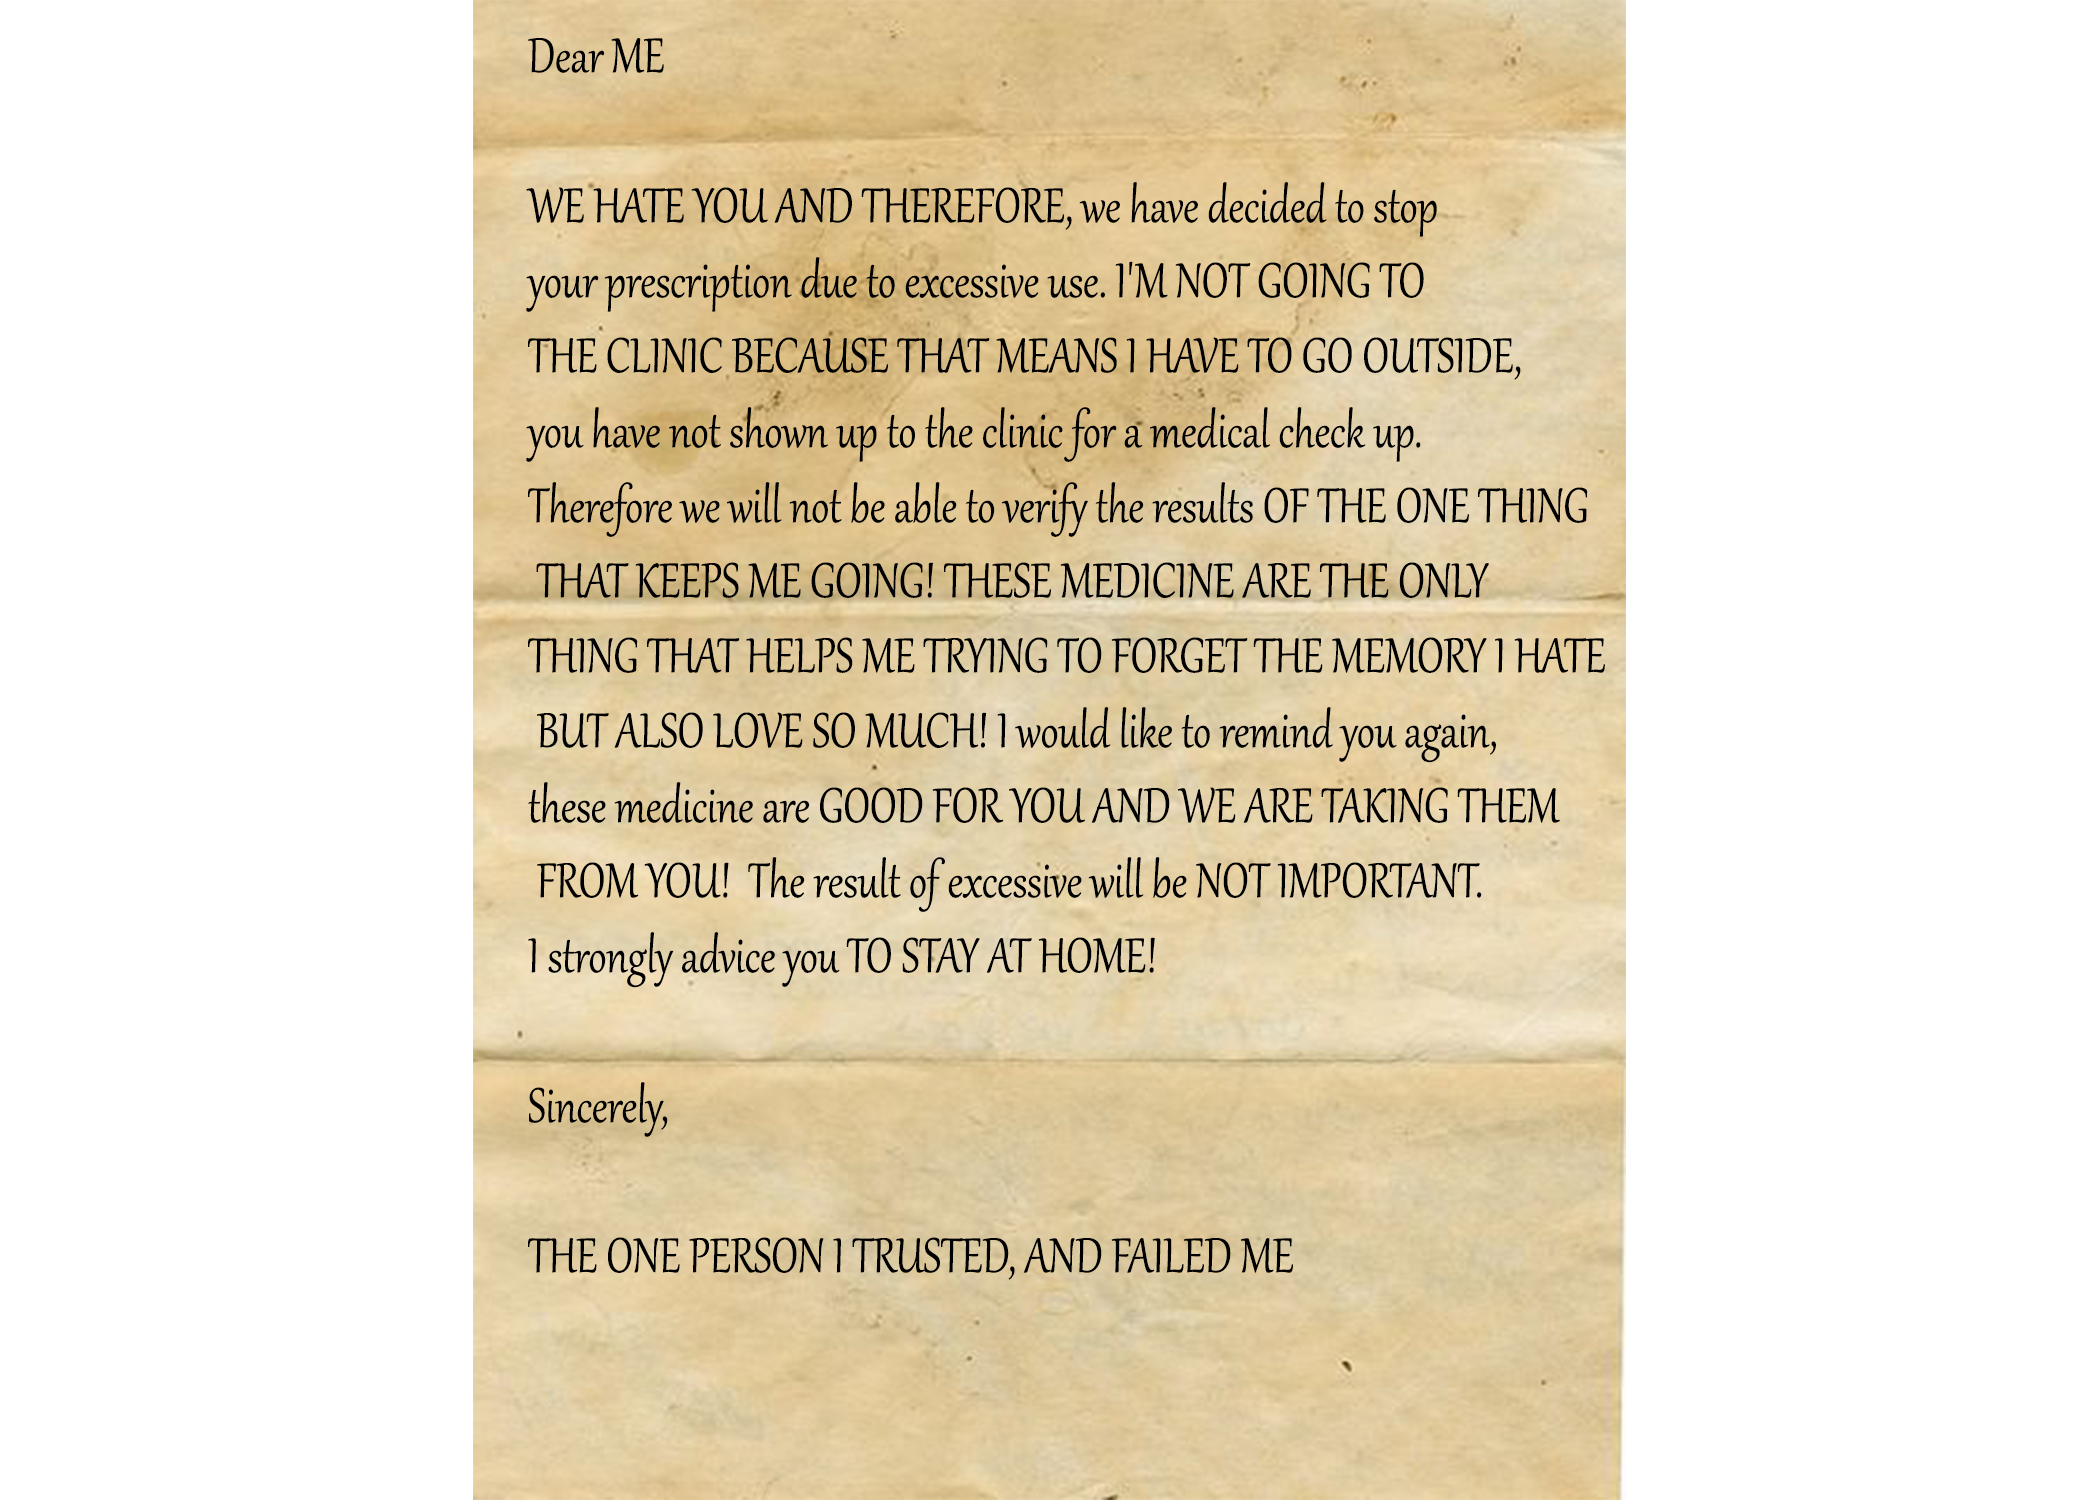 Dear ME
WE HATE YOU AND THEREFORE, we have decided to stop
your prescription due to excessive use. I'M NOT GOING TO
THE CLINIC BECAUSE THAT MEANS I HAVE TO GO OUTSIDE,
you have not shown up to the clinic for a medical check up.
Therefore we will not be able to verify the results OF THE ONE THING
THAT KEEPS ME GOING! THESE MEDICINE ARE THE ONLY
THING THAT HELPS ME TRYING TO FORGET THE MEMORY I HATE
BUT ALSO LOVE SO MUCH! I would like to remind you again,
these medicine are GOOD FOR YOU AND WE ARE TAKING THEM
FROM YOU! The result of excessive will be NOT IMPORTANT.
I strongly advice you TO STAY AT HOME!
Sincerely,
THE ONE PERSON I TRUSTED, AND FAILED ME